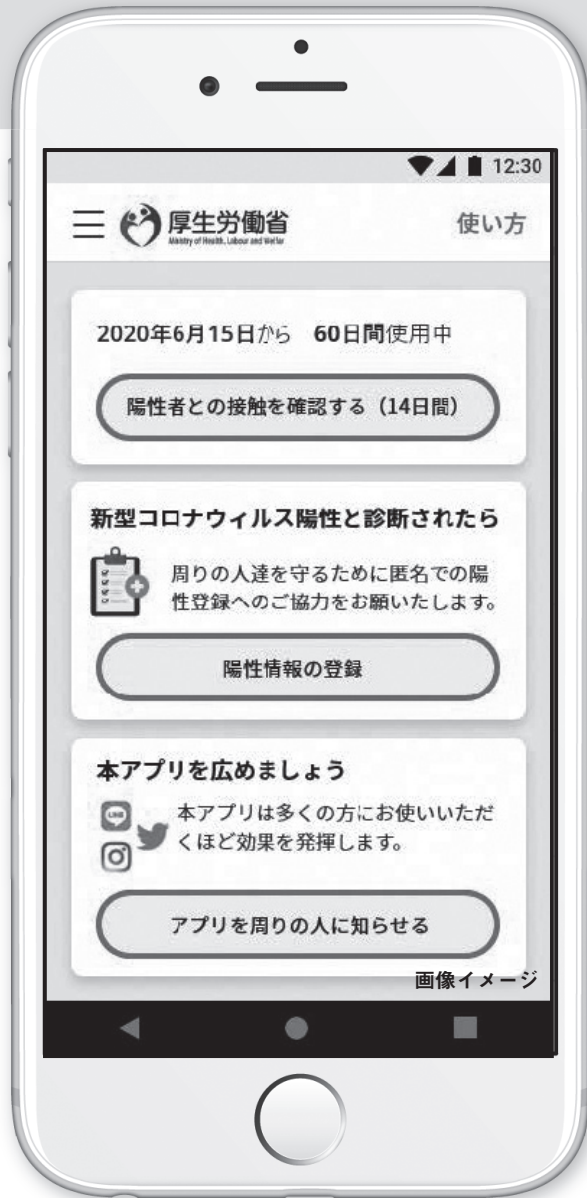 12:30
厚生労働省
Ministry of Health, Labour and Welfar
使い方
2020年6月15日から 60日間使用中
陽性者との接触を確認する（14日間）
新型コロナウィルス陽性と診断されたら
周りの人達を守るために匿名での陽
性登録へのご協力をお願いいたします。
陽性情報の登録
本アプリを広めましょう
LINE
本アプリは多くの方にお使いいただ
くほど効果を発揮します。
アプリを周りの人に知らせる
画像イメージ